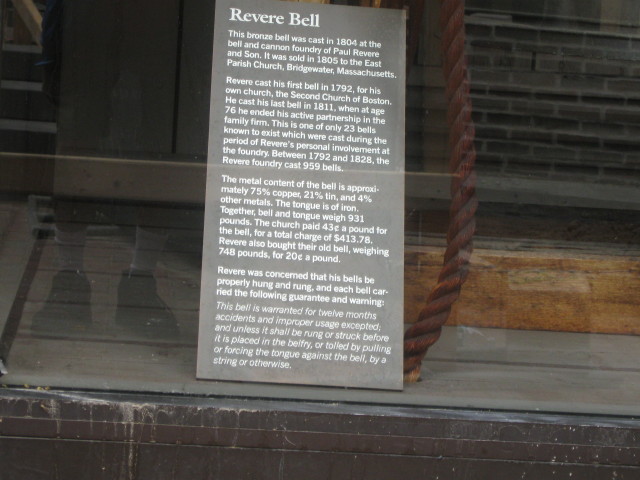 Revere Bell
This bronze bell was cast in 1804 at the
bell and cannon foundry of Paul Revere
and Son. It was sold in 1805 to the East
Parish Church, Bridgewater, Massachusetts.
Revere cast his first bell in 1792, for his
own church, the Second Church of Boston.
He cast his last bell in 1811, when at age
76 he ended his active partnership in the
family firm. This is one of only 23 bells
known to exist which were cast during the
period of Revere's personal involvement at
the foundry. Between 1792 and 1828, the
Revere foundry cast 959 bells.
The metal content of the bell is approxi-
mately 75% copper, 21% tin, and 4%
other metals. The tongue is of iron.
Together, bell and tongue weigh 931
pounds. The church paid 43¢ a pound for
the bell, for a total charge of $413.78.
Revere also bought their old bell, weighing
748 pounds, for 20¢ a pound.
Revere was concerned that his bells be
properly hung and rung, and each bell car-
ried the following guarantee and warning:
This bell is warranted for twelve months
accidents and improper usage excepted;
and unless it shall be rung or struck before
it is placed in the belfry, or tolled by pulling
or forcing the tongue against the bell, by a
string or otherwise.